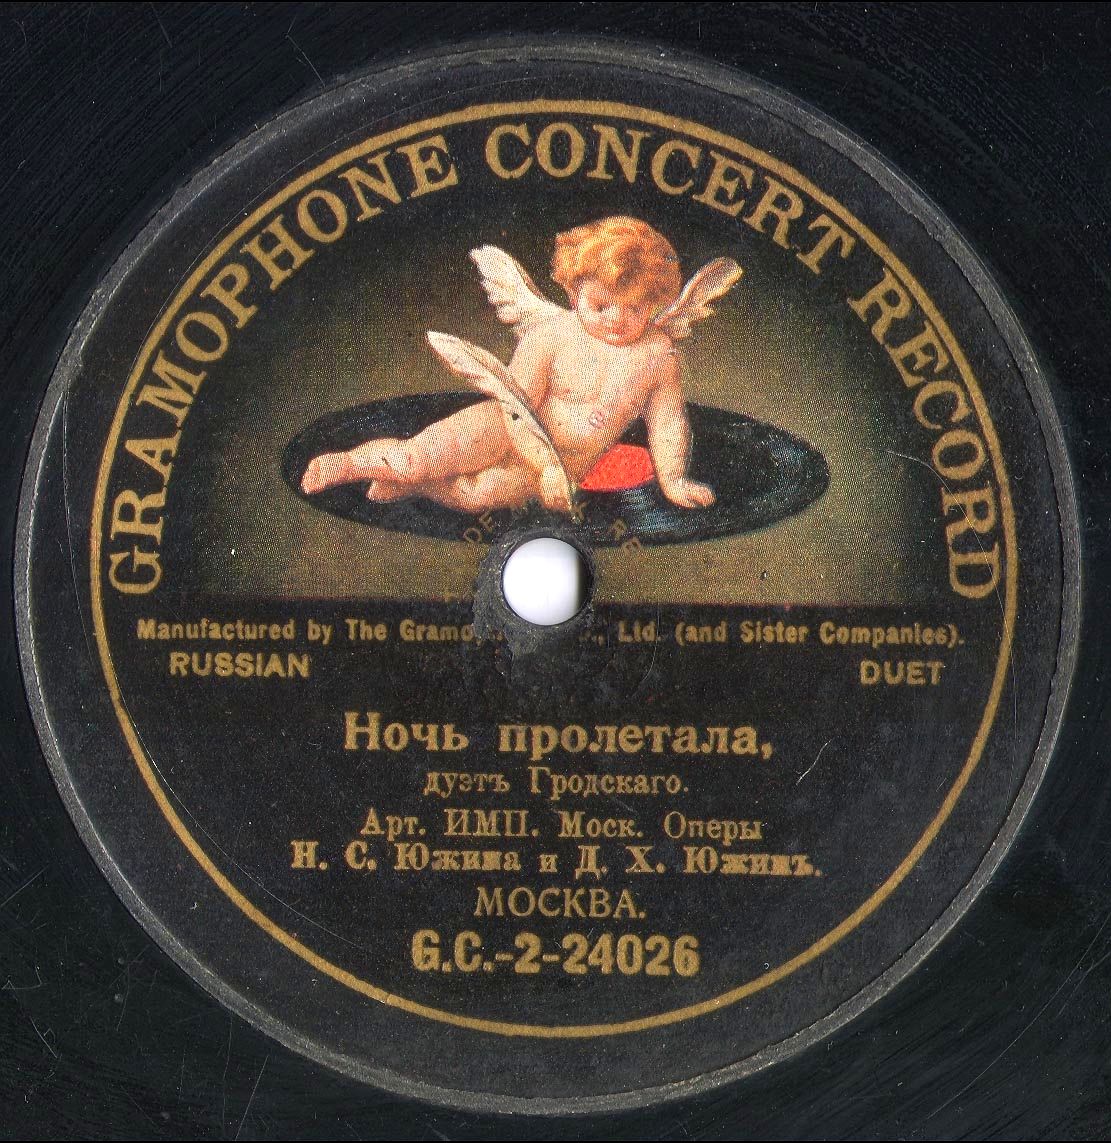 GRAMOPHONE CONCERT RECORD
Manufactured by The Ltd. (and Sister Companies).
RUSSIAN
DUET
Ночь пролетала,
дуэтъ Гродскаго.
Арт. ИМП. Моск. Оперы
Н. С. Южина и Д. Х. Южинъ.
МОСКВА.
G.C.-2-24026